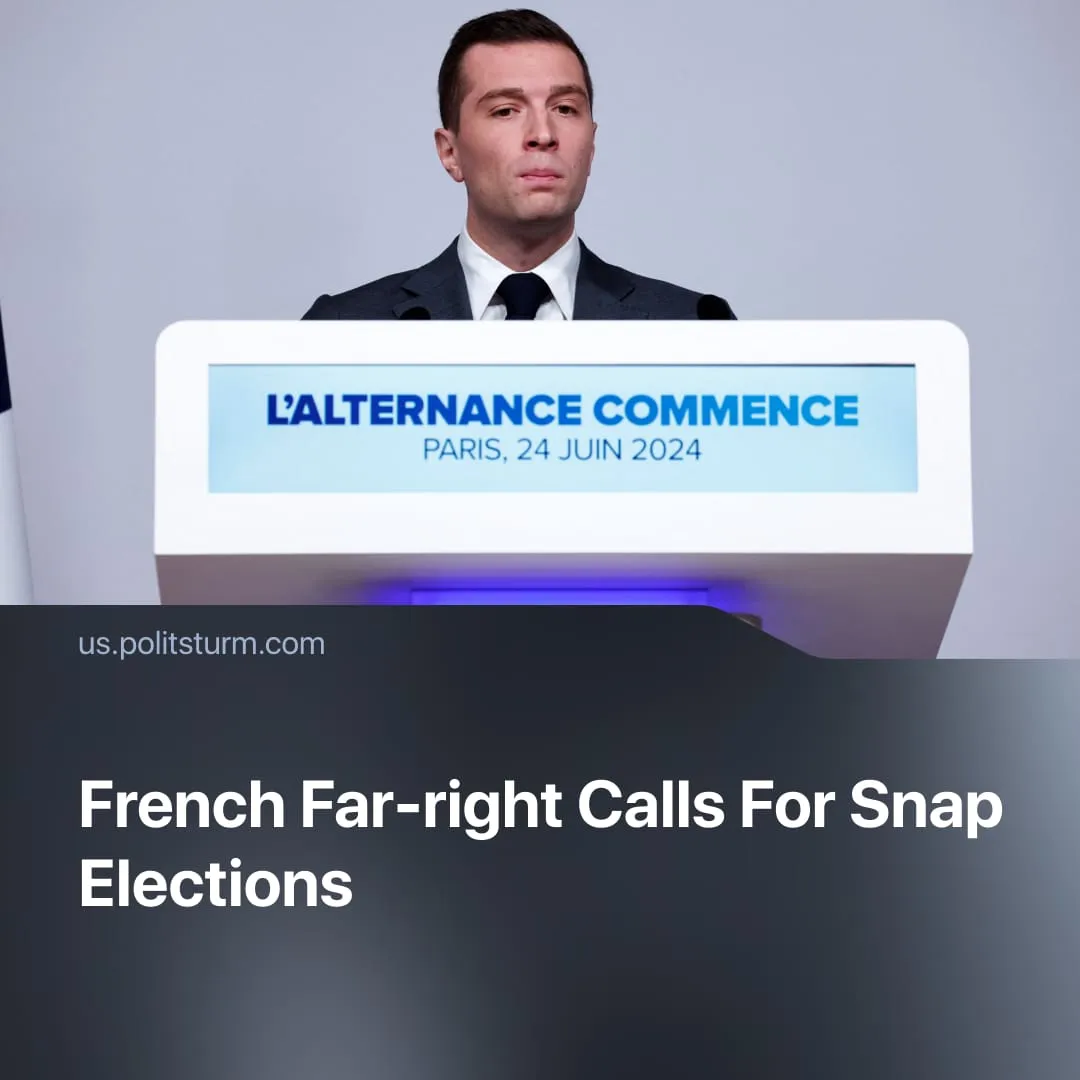 L'ALTERNANCE COMMENCE
PARIS, 24 JUIN 2024
us.politsturm.com
French Far-right Calls For Snap
Elections